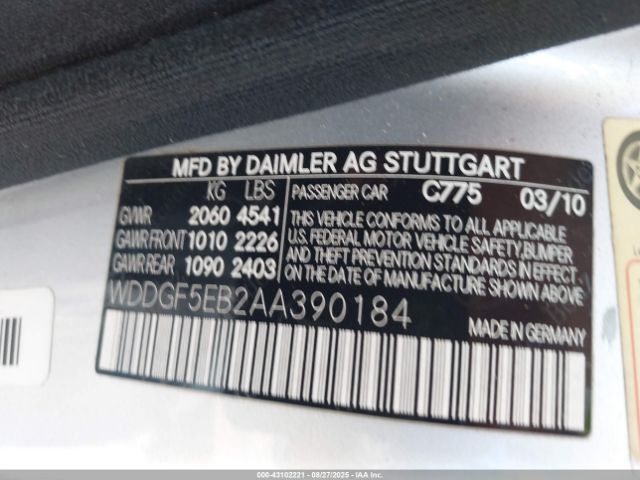 MFD BY DAIMLER AG STUTTGART
KG LBS PASSENGER CAR C775 03/10
GVWR 2060 4541 THIS VEHICLE CONFORMS TO ALL APPLICABLE
GAWR FRONT 1010 2226 U.S. FEDERAL MOTOR VEHICLE SAFETY, BUMPER
GAWR REAR 1090 2403 AND THEFT PREVENTION STANDARDS IN EFFECT
ON THE DATE OF MANUFACTURE SHOWN ABOVE.
WDDGF5EB2AA390184 MADE IN GERMANY
000-43102221 - 08/27/2025 - Copyright IAA, LLC